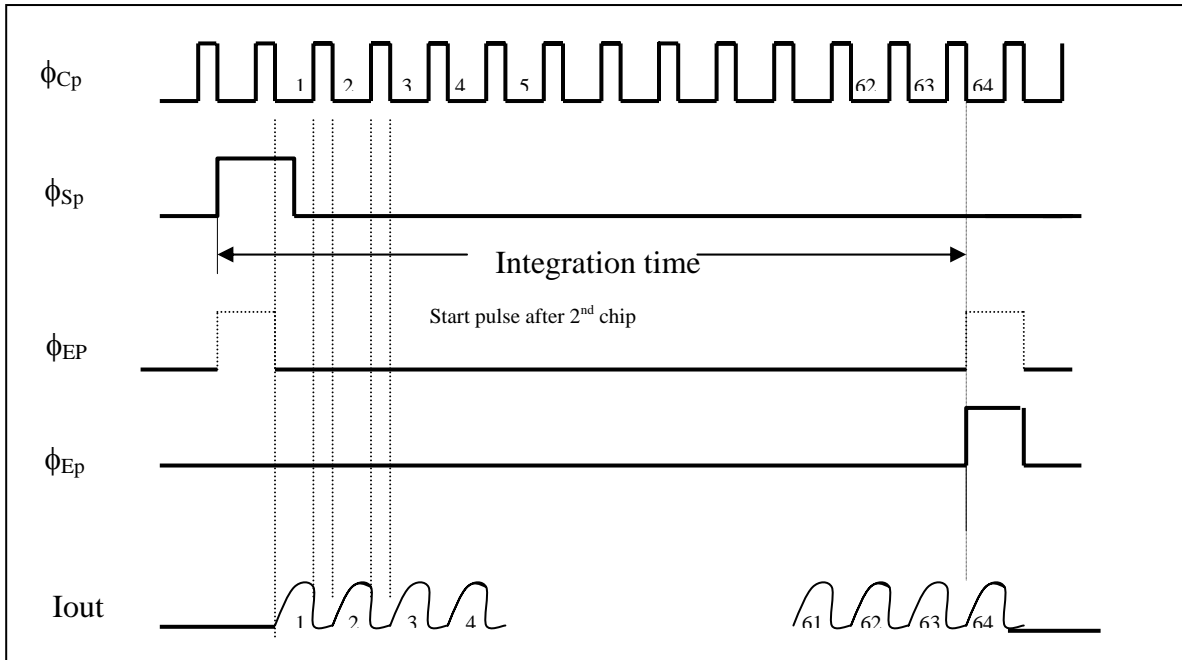 ϕCp
1 2 3 4 5 62 63 64
ϕSp
Integration time
Start pulse after 2nd chip
ϕEP
ϕEp
Iout
1 2 3 4 61 62 63 64